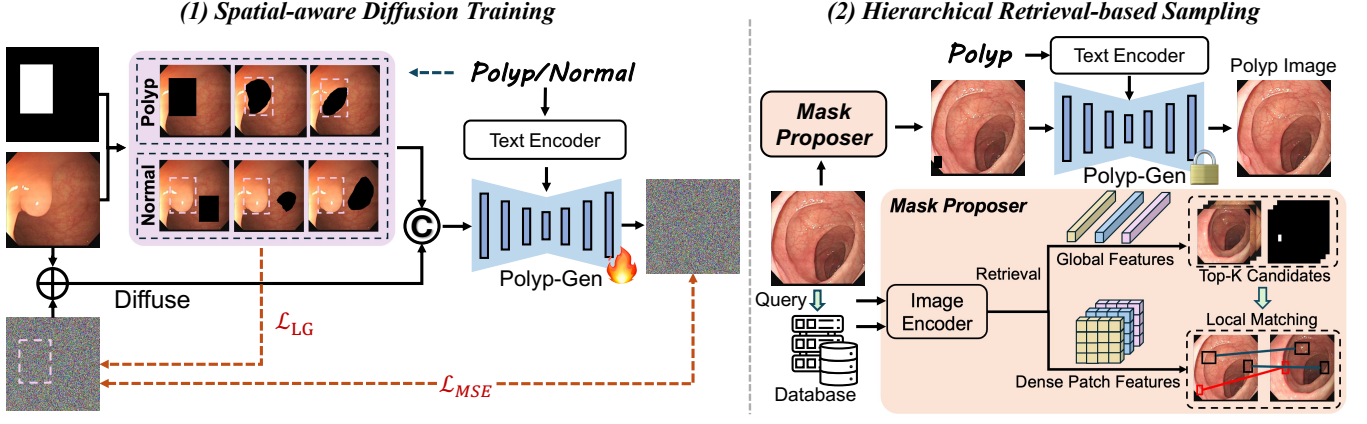 (1) Spatial-aware Diffusion Training
Polyp
Normal
Polyp/Normal
Text Encoder
C
Polyp-Gen
Diffuse
ℒLG
ℒMSE
(2) Hierarchical Retrieval-based Sampling
Polyp
Text Encoder
Polyp Image
Mask
Proposer
Polyp-Gen
Mask Proposer
Query
Database
Image
Encoder
Retrieval
Global Features
Top-K Candidates
Local Matching
Dense Patch Features